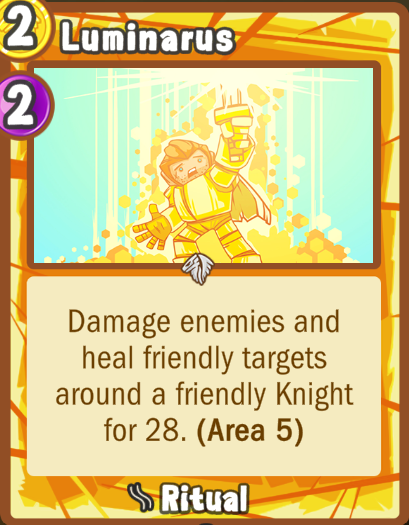 2
Luminarus
2
Damage enemies and
heal friendly targets
around a friendly Knight
for 28. (Area 5)
Ritual